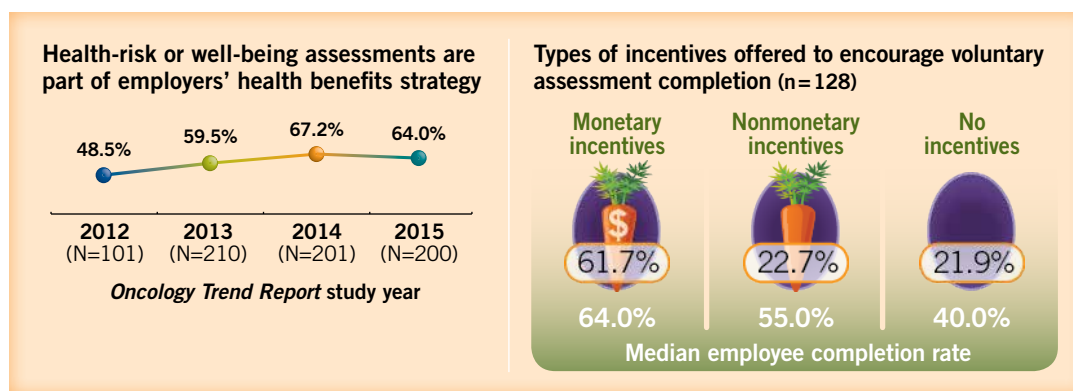 Health-risk or well-being assessments are
part of employers’ health benefits strategy
48.5%
59.5%
67.2%
64.0%
2012
(N=101)
2013
(N=210)
2014
(N=201)
2015
(N=200)
Oncology Trend Report study year
Types of incentives offered to encourage voluntary
assessment completion (n=128)
Monetary
incentives
Nonmonetary
incentives
No
incentives
$
61.7%
22.7%
21.9%
64.0%
55.0%
40.0%
Median employee completion rate